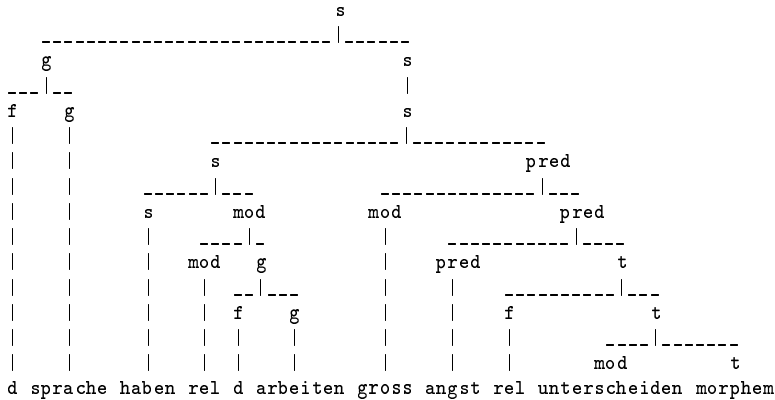 s
g s
f g s
s pred
s mod mod pred
mod g pred t
f g f t
mod t
d sprache haben rel d arbeiten gross angst rel unterscheiden morphem